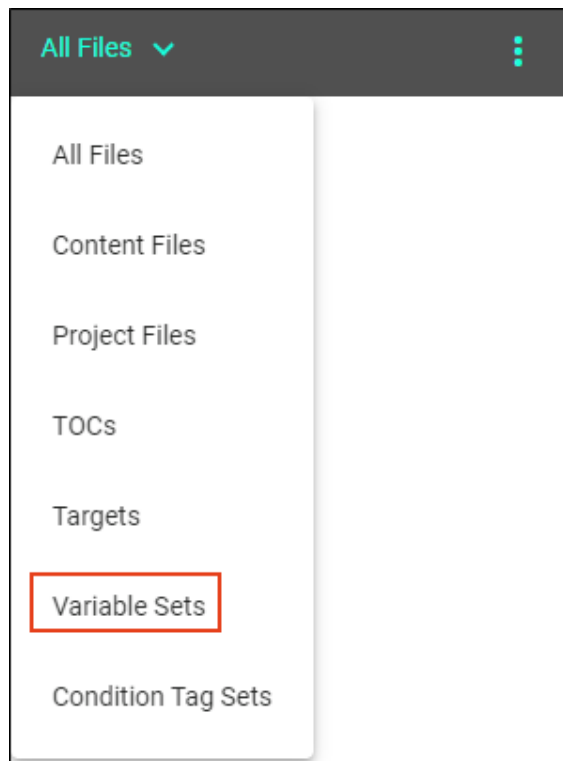 All Files
All Files
Content Files
Project Files
TOCs
Targets
Variable Sets
Condition Tag Sets